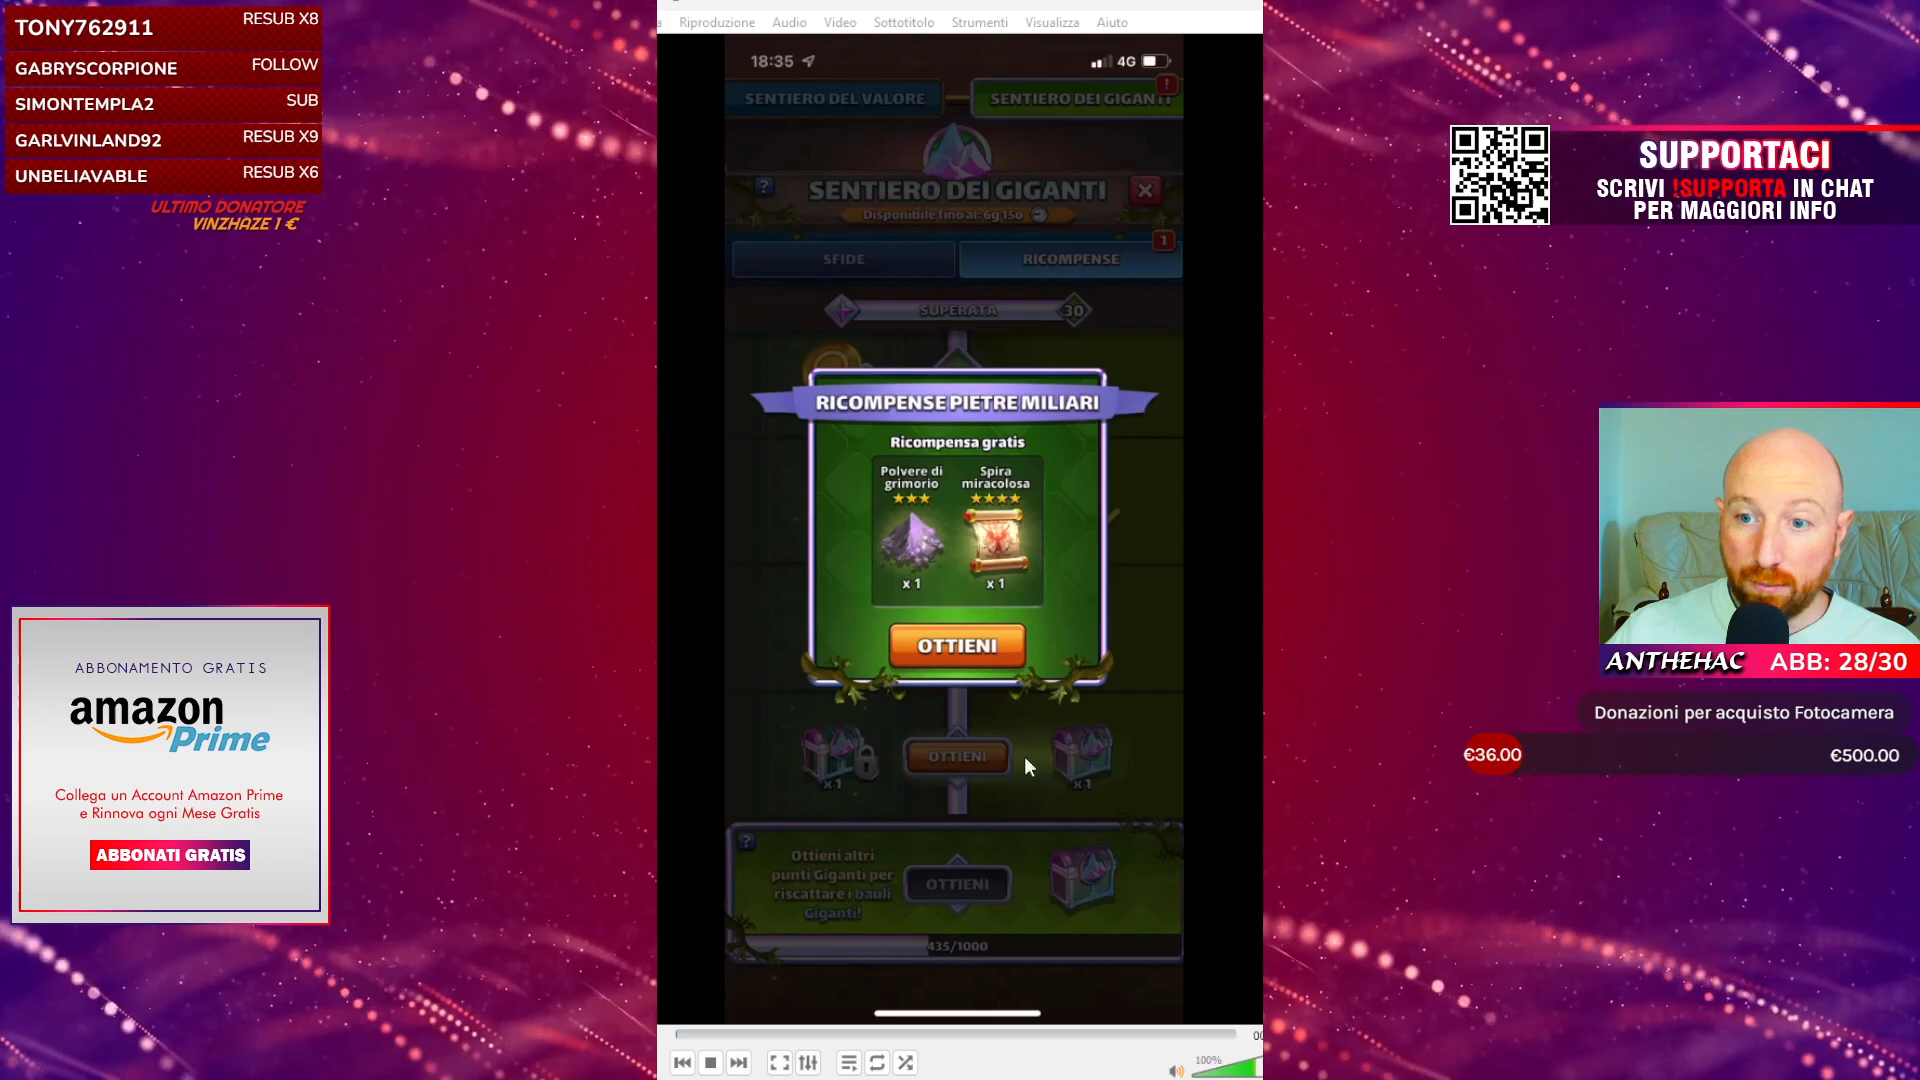 TONY762911 RESUB X8
GABRYSCORPIONE FOLLOW
SIMONTEMPLA2 SUB
GARLVINLAND92 RESUB X9
UNBELIAVABLE RESUB X6
ULTIMO DONATORE
VINZHAZE 1 €
ABBONAMENTO GRATIS
amazon
Prime
Collega un Account Amazon Prime
e Rinnova ogni Mese Gratis
ABBONATI GRATIS
a Riproduzione Audio Video Sottotitolo Strumenti Visualizza Aiuto
18:35 4G
SENTIERO DEL VALORE SENTIERO DEI GIGANTI !
? SENTIERO DEI GIGANTI
Disponibile fino al: 6g 15o
SFIDE RICOMPENSE 1
SUPERATA 30
RICOMPENSE PIETRE MILIARI
Ricompensa gratis
Polvere di grimorio
Spira miracolosa
x 1 x 1
OTTIENI
x1 OTTIENI x1
?
Ottieni altri
punti Giganti per
riscattare i bauli
Giganti!
OTTIENI
435/1000
00
100%
SUPPORTACI
SCRIVI !SUPPORTA IN CHAT
PER MAGGIORI INFO
ANTHEHAC ABB: 28/30
Donazioni per acquisto Fotocamera
€36.00 €500.00